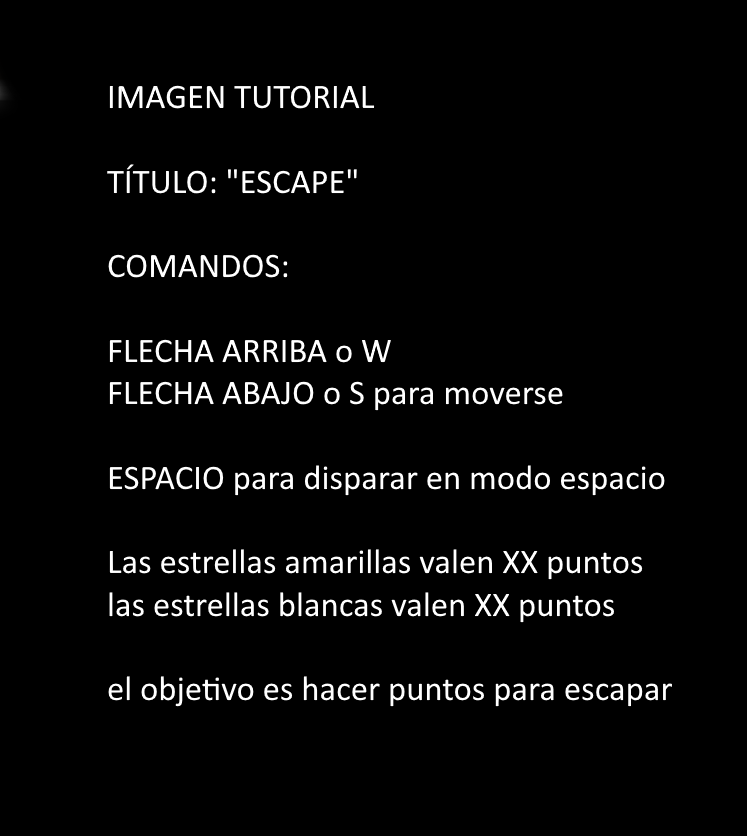 IMAGEN TUTORIAL
TÍTULO: "ESCAPE"
COMANDOS:
FLECHA ARRIBA o W
FLECHA ABAJO o S para moverse
ESPACIO para disparar en modo espacio
Las estrellas amarillas valen XX puntos
las estrellas blancas valen XX puntos
el objetivo es hacer puntos para escapar